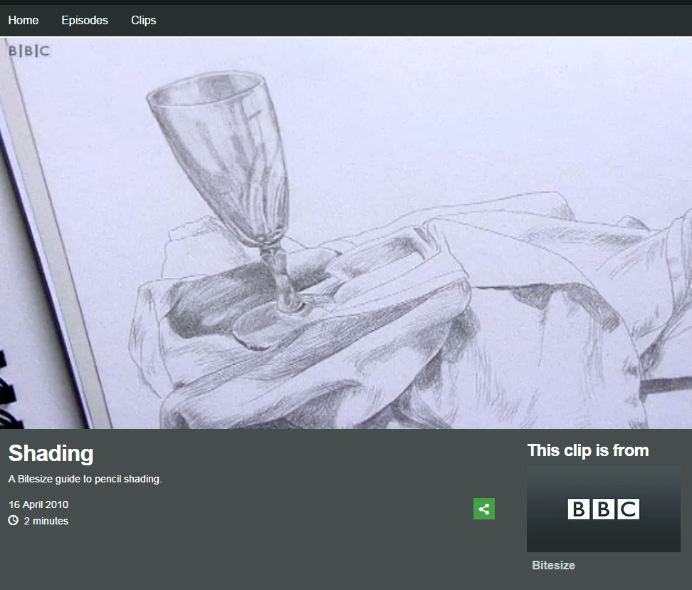 Home Episodes Clips
BBC
Shading
A Bitesize guide to pencil shading.
16 April 2010
2 minutes
This clip is from
BBC
Bitesize